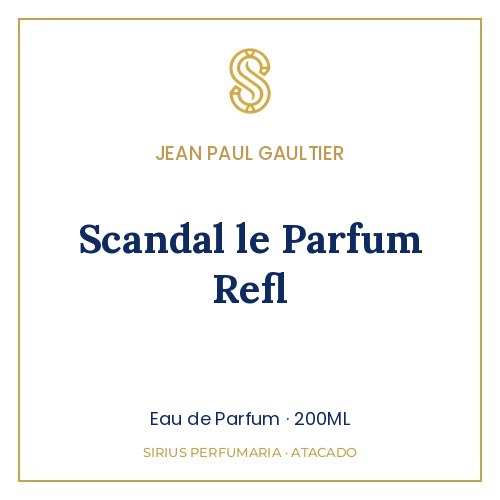 JEAN PAUL GAULTIER
Scandal le Parfum
Refl
Eau de Parfum · 200ML
SIRIUS PERFUMARIA · ATACADO